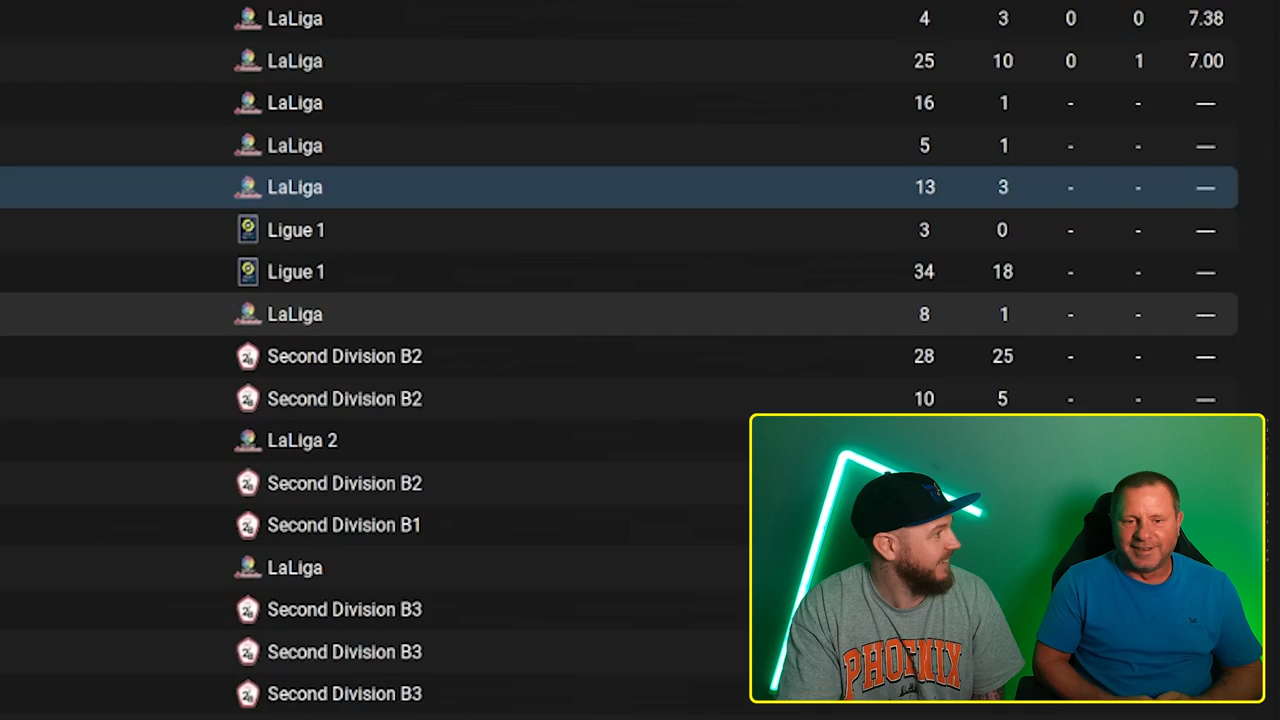 LaLiga 4 3 0 0 7.38
LaLiga 25 10 0 1 7.00
LaLiga 16 1 - - —
LaLiga 5 1 - - —
LaLiga 13 3 - - —
Ligue 1 3 0 - - —
Ligue 1 34 18 - - —
LaLiga 8 1 - - —
Second Division B2 28 25 - - —
Second Division B2 10 5 - - —
LaLiga 2
Second Division B2
Second Division B1
LaLiga
Second Division B3
Second Division B3
Second Division B3
PHOENIX